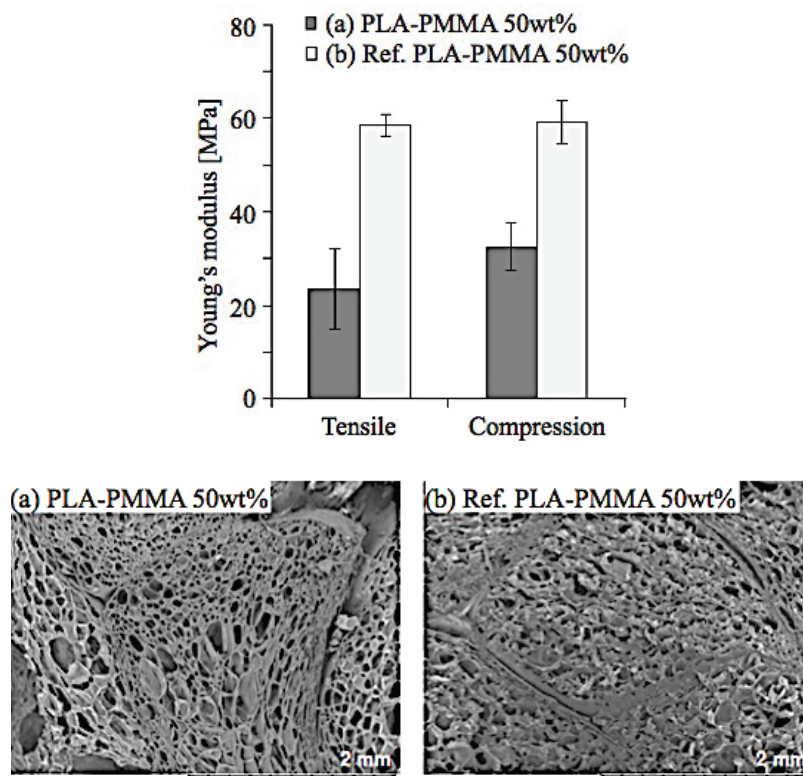 (a) PLA-PMMA 50wt%
(b) Ref. PLA-PMMA 50wt%
Young's modulus [MPa]
80
60
40
20
0
Tensile Compression
(a) PLA-PMMA 50wt%
(b) Ref. PLA-PMMA 50wt%
2 mm
2 mm